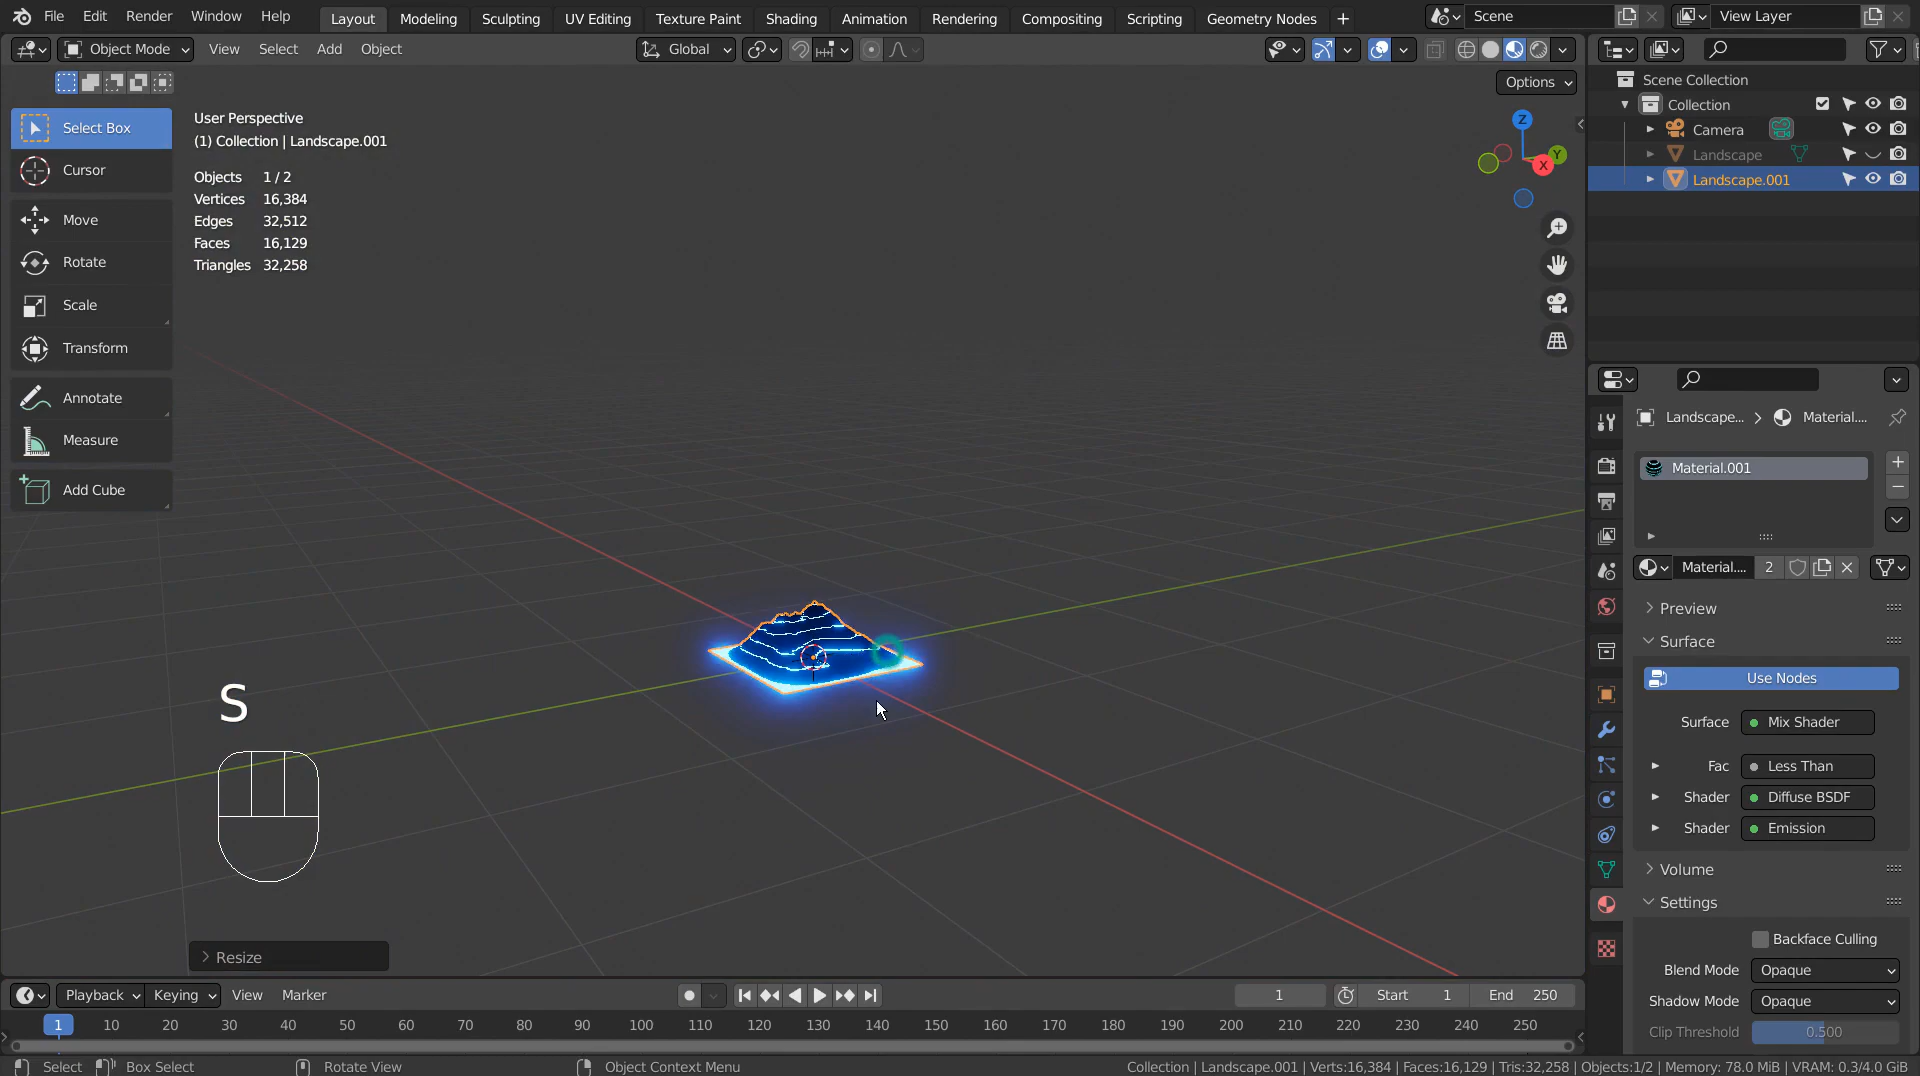 File Edit Render Window Help Layout Modeling Sculpting UV Editing Texture Paint Shading Animation Rendering Compositing Scripting Geometry Nodes + Scene View Layer
Object Mode View Select Add Object Global
Options
Select Box
Cursor
Move
Rotate
Scale
Transform
Annotate
Measure
Add Cube
User Perspective
(1) Collection | Landscape.001
Objects 1 / 2
Vertices 16,384
Edges 32,512
Faces 16,129
Triangles 32,258
Z
Y
X
S
Resize
Scene Collection
Collection
Camera
Landscape
Landscape.001
Landscape... Material....
Material.001
Material.... 2
Preview
Surface
Use Nodes
Surface Mix Shader
Fac Less Than
Shader Diffuse BSDF
Shader Emission
Volume
Settings
Backface Culling
Blend Mode Opaque
Shadow Mode Opaque
Clip Threshold 0.500
Playback Keying View Marker 1 Start 1 End 250
1 10 20 30 40 50 60 70 80 90 100 110 120 130 140 150 160 170 180 190 200 210 220 230 240 250
Select Box Select Rotate View Object Context Menu Collection | Landscape.001 | Verts:16,384 | Faces:16,129 | Tris:32,258 | Objects:1/2 | Memory: 78.0 MiB | VRAM: 0.3/4.0 GiB